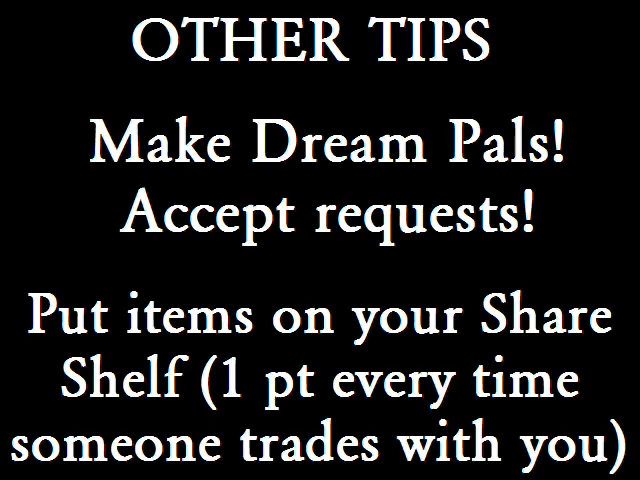 OTHER TIPS
Make Dream Pals!
Accept requests!
Put items on your Share
Shelf (1 pt every time
someone trades with you)